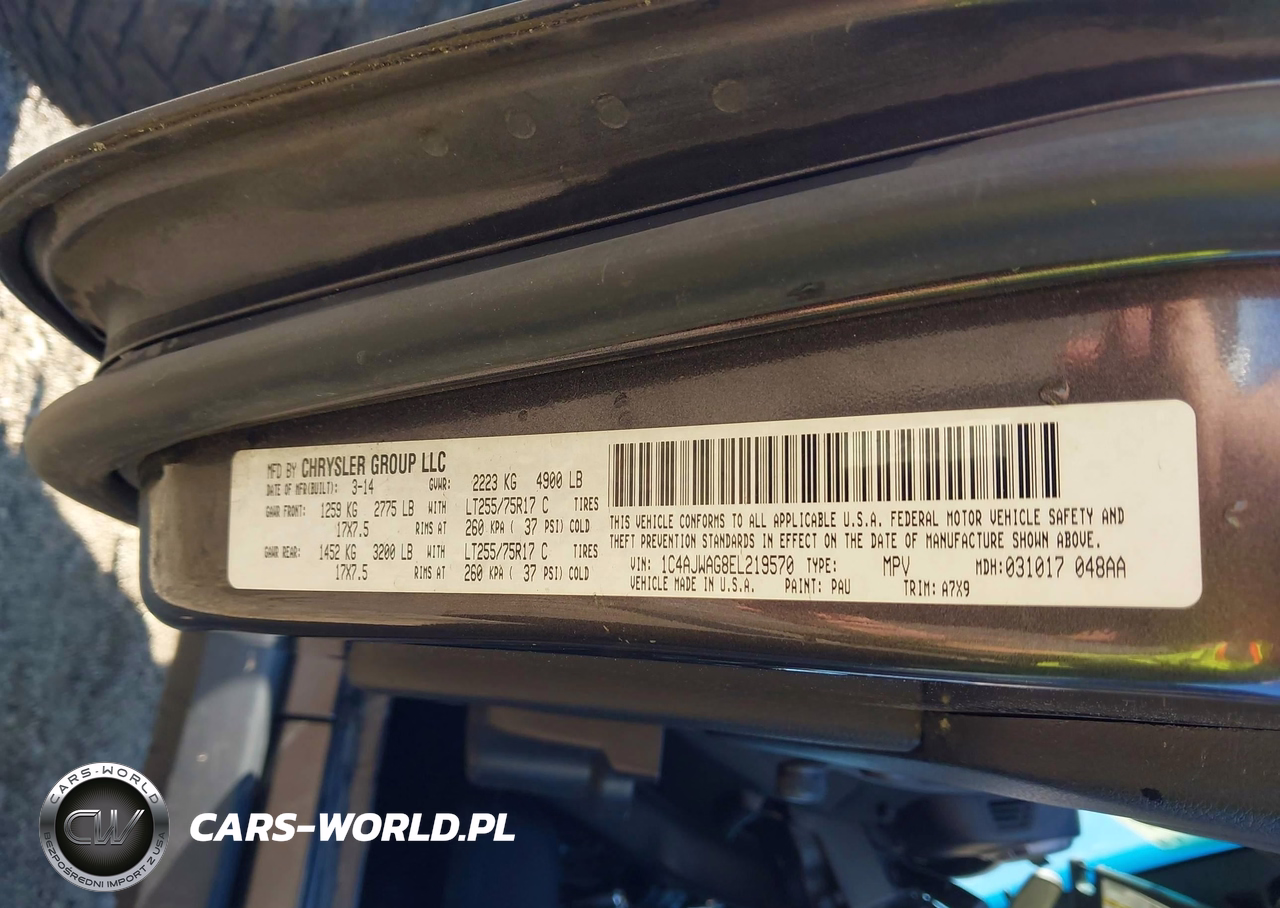 MFD BY CHRYSLER GROUP LLC
DATE OF MFR(BUILT): 3-14 GVWR: 2223 KG 4900 LB
GAWR FRONT: 1259 KG 2775 LB WITH LT255/75R17 C TIRES
17X7.5 RIMS AT 260 KPA ( 37 PSI) COLD
GAWR REAR: 1452 KG 3200 LB WITH LT255/75R17 C TIRES
17X7.5 RIMS AT 260 KPA ( 37 PSI) COLD
THIS VEHICLE CONFORMS TO ALL APPLICABLE U.S.A. FEDERAL MOTOR VEHICLE SAFETY AND
THEFT PREVENTION STANDARDS IN EFFECT ON THE DATE OF MANUFACTURE SHOWN ABOVE.
VIN: 1C4AJWAG8EL219570 TYPE: MPV MDH: 031017 048AA
VEHICLE MADE IN U.S.A. PAINT: PAU TRIM: A7X9
CARS-WORLD
CW
BEZPOŚREDNI IMPORT Z USA
CARS-WORLD.PL